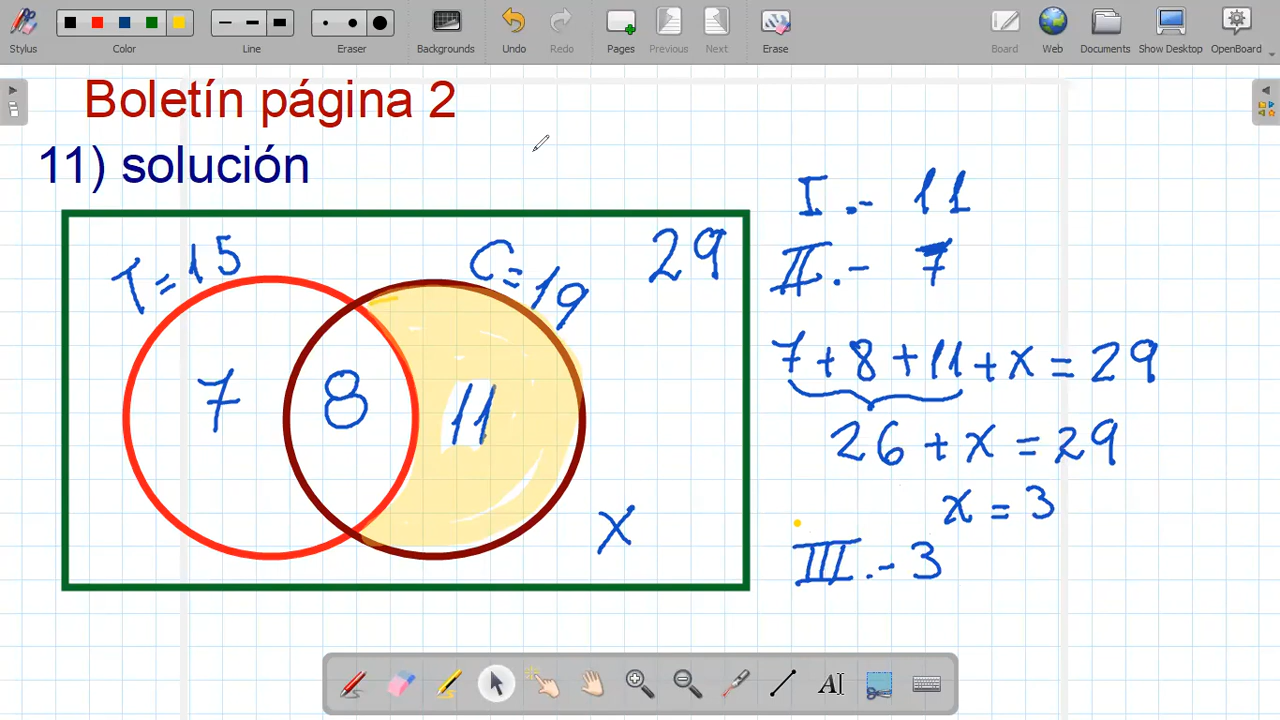 Stylus Color Line Eraser Backgrounds Undo Redo Pages Previous Next Erase Board Web Documents Show Desktop OpenBoard
Boletín página 2
11) solución
T=15
C=19
29
7
8
11
x
I.- 11
II.- 7
7+8+11+x=29
26+x=29
x=3
III.- 3
AI